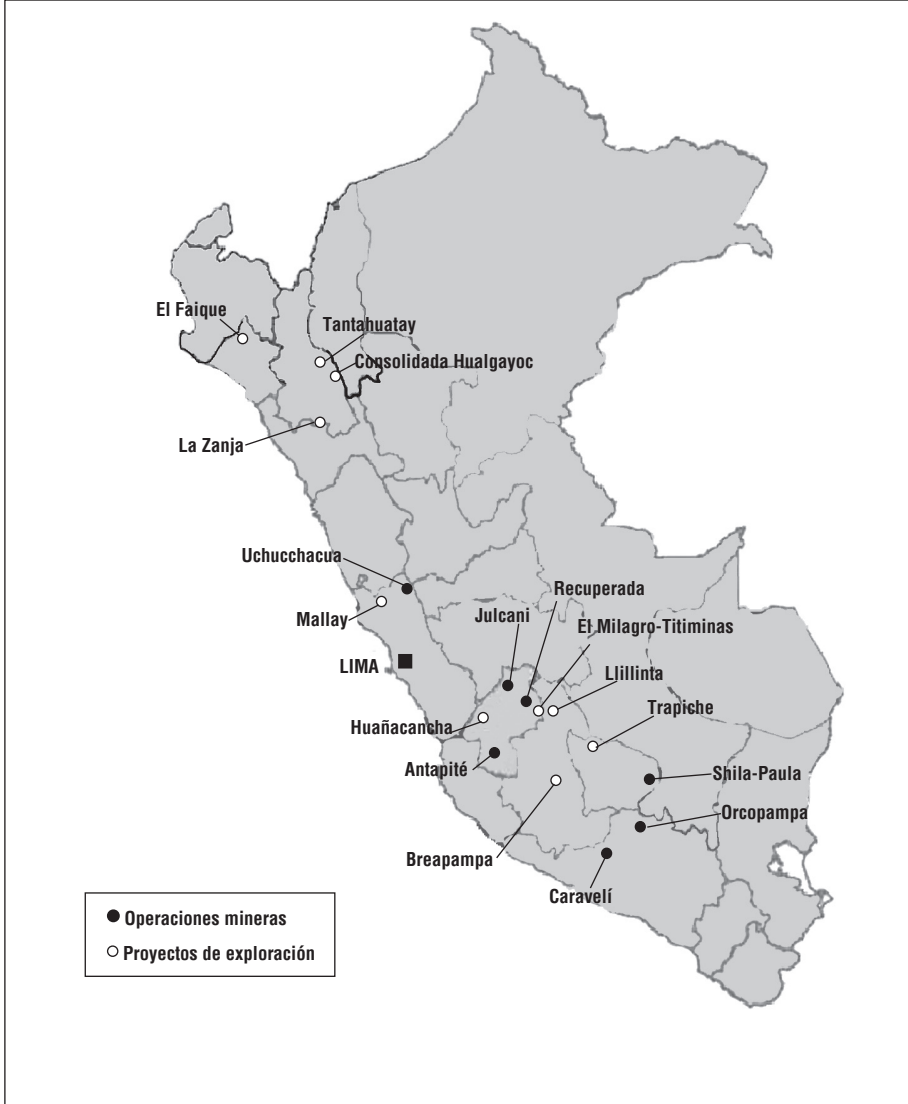 El Faique
Tantahuatay
Consolidada Hualgayoc
La Zanja
Uchucchacua
Recuperada
Mallay
Julcani
El Milagro-Titiminas
LIMA
Llillinta
Trapiche
Huañacancha
Antapité
Shila-Paula
Orcopampa
Breapampa
Caravelí
Operaciones mineras
Proyectos de exploración